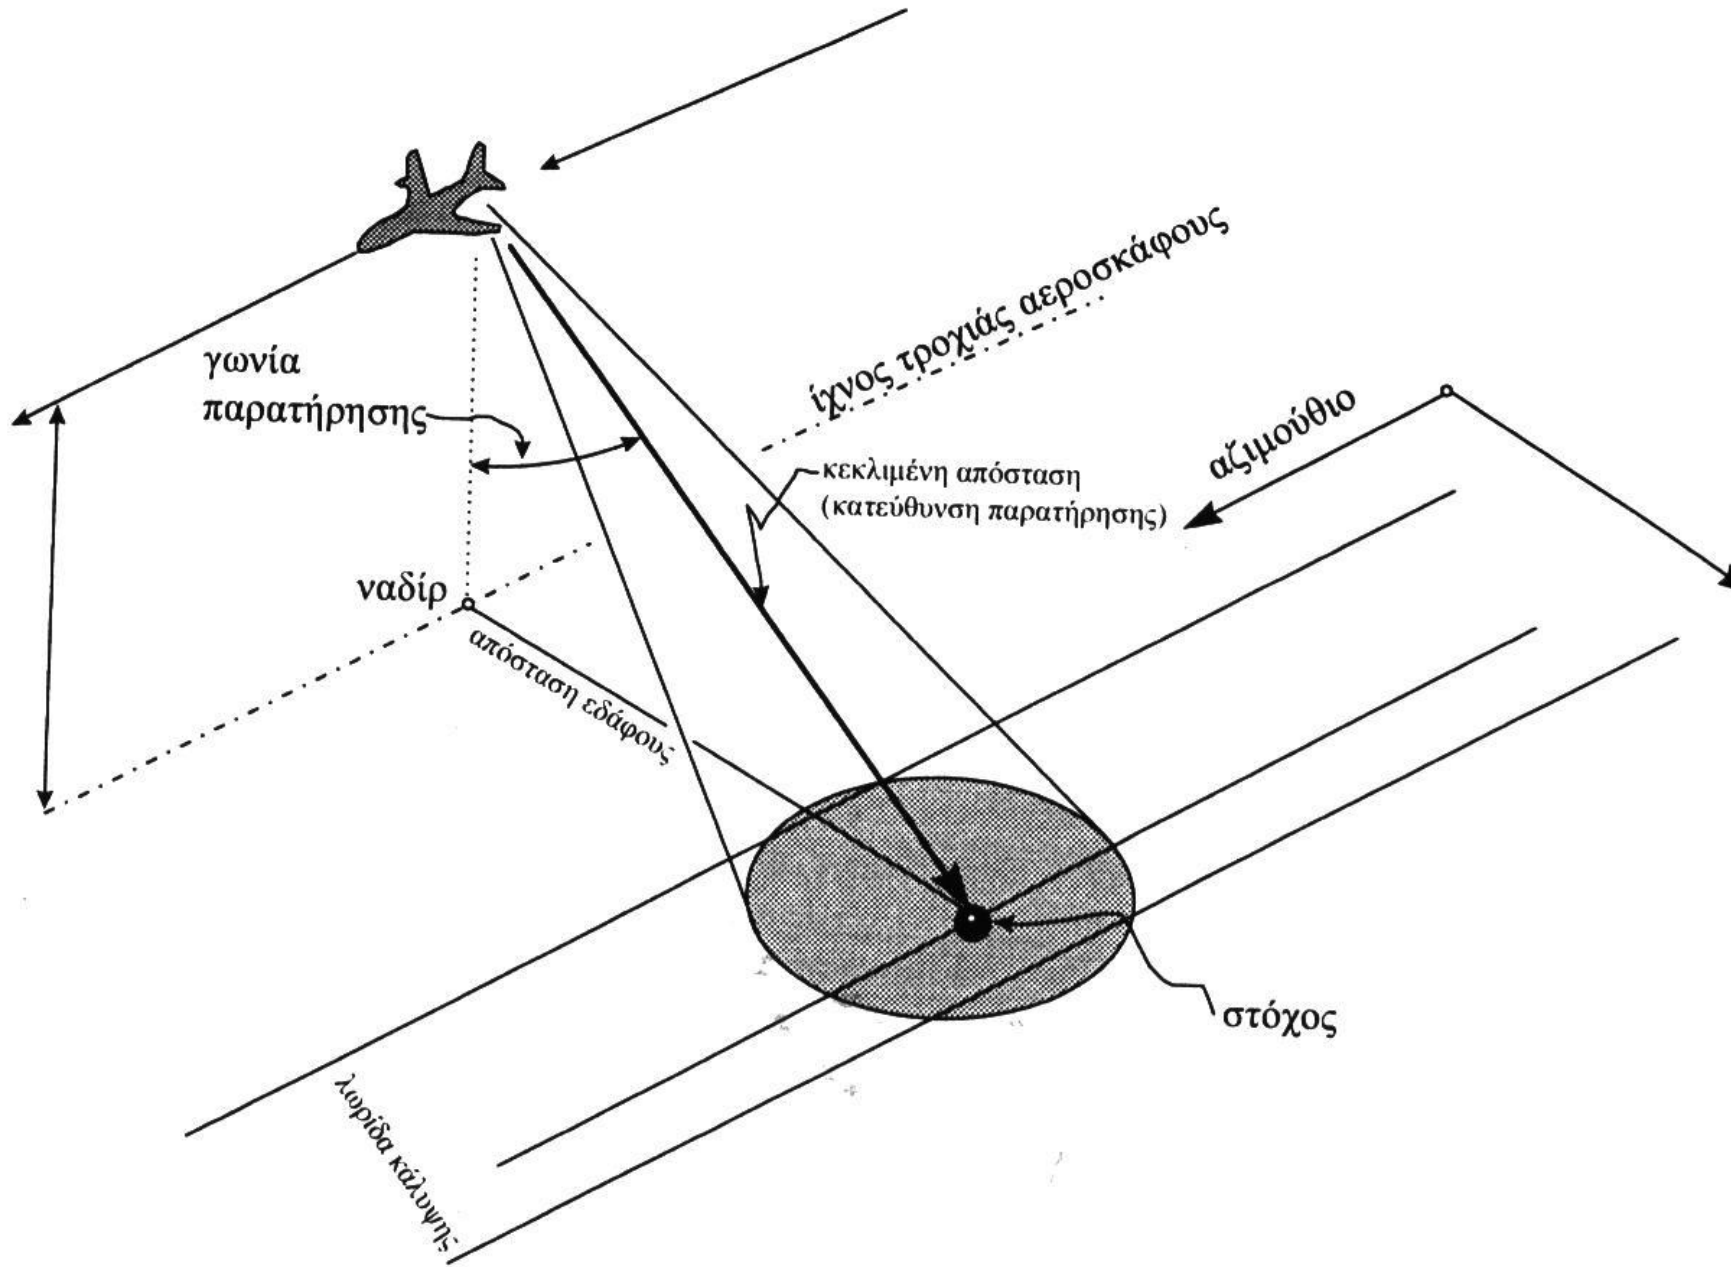 ίχνος τροχιάς αεροσκάφους
γωνία
παρατήρησης
αζιμούθιο
κεκλιμένη απόσταση
(κατεύθυνση παρατήρησης)
ναδίρ
απόσταση εδάφους
στόχος
λωρίδα κάλυψης